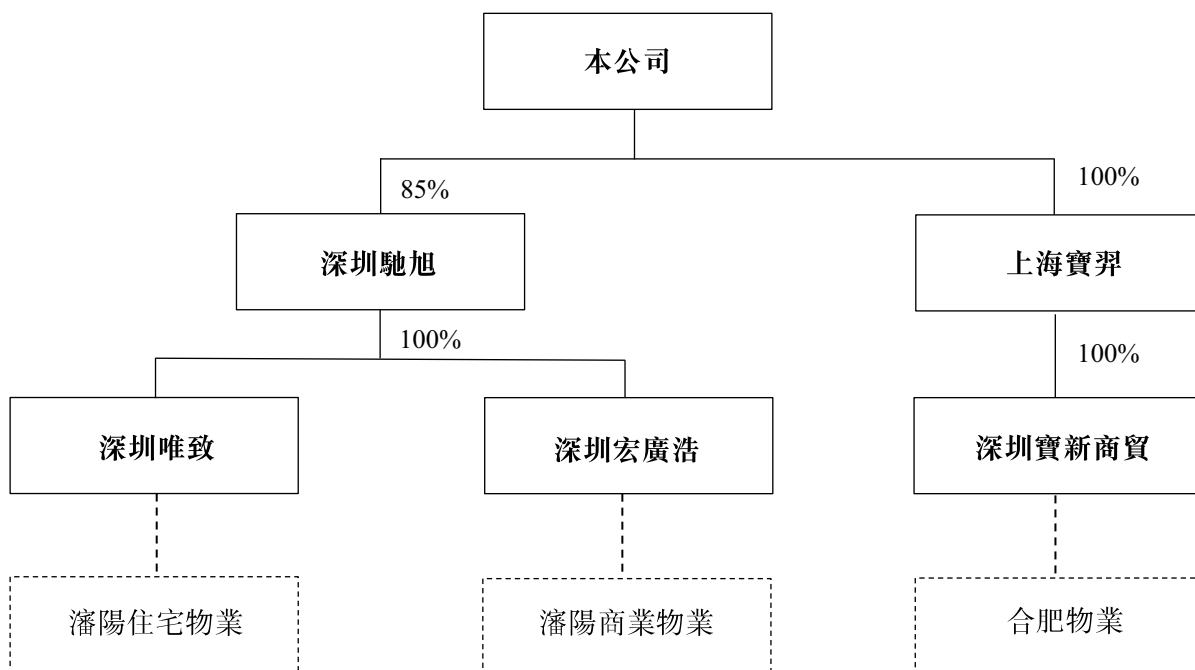 本公司
85%
100%
深圳馳旭
上海寶羿
100%
100%
深圳唯致
深圳宏廣浩
深圳寶新商貿
瀋陽住宅物業
瀋陽商業物業
合肥物業